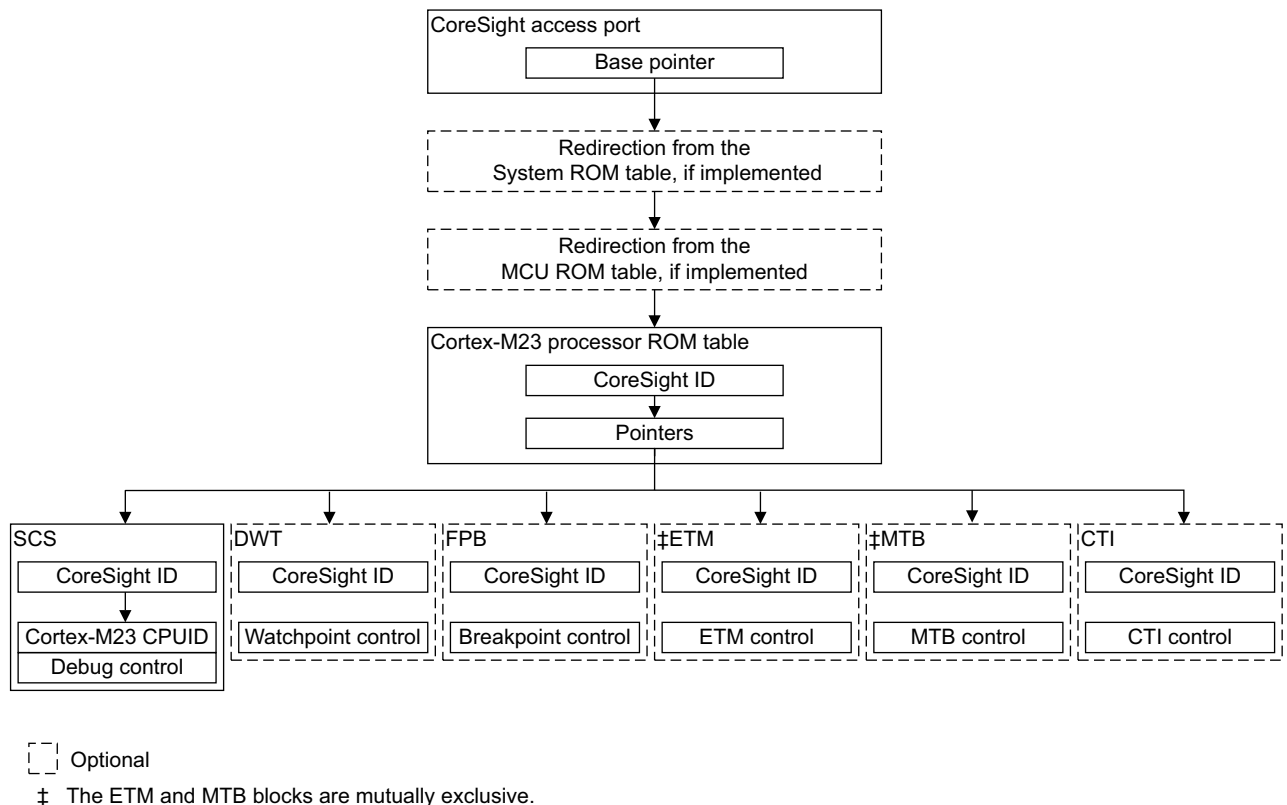 CoreSight access port
Base pointer
Redirection from the
System ROM table, if implemented
Redirection from the
MCU ROM table, if implemented
Cortex-M23 processor ROM table
CoreSight ID
Pointers
SCS
CoreSight ID
Cortex-M23 CPUID
Debug control
DWT
CoreSight ID
Watchpoint control
FPB
CoreSight ID
Breakpoint control
‡ETM
CoreSight ID
ETM control
‡MTB
CoreSight ID
MTB control
CTI
CoreSight ID
CTI control
Optional
‡ The ETM and MTB blocks are mutually exclusive.